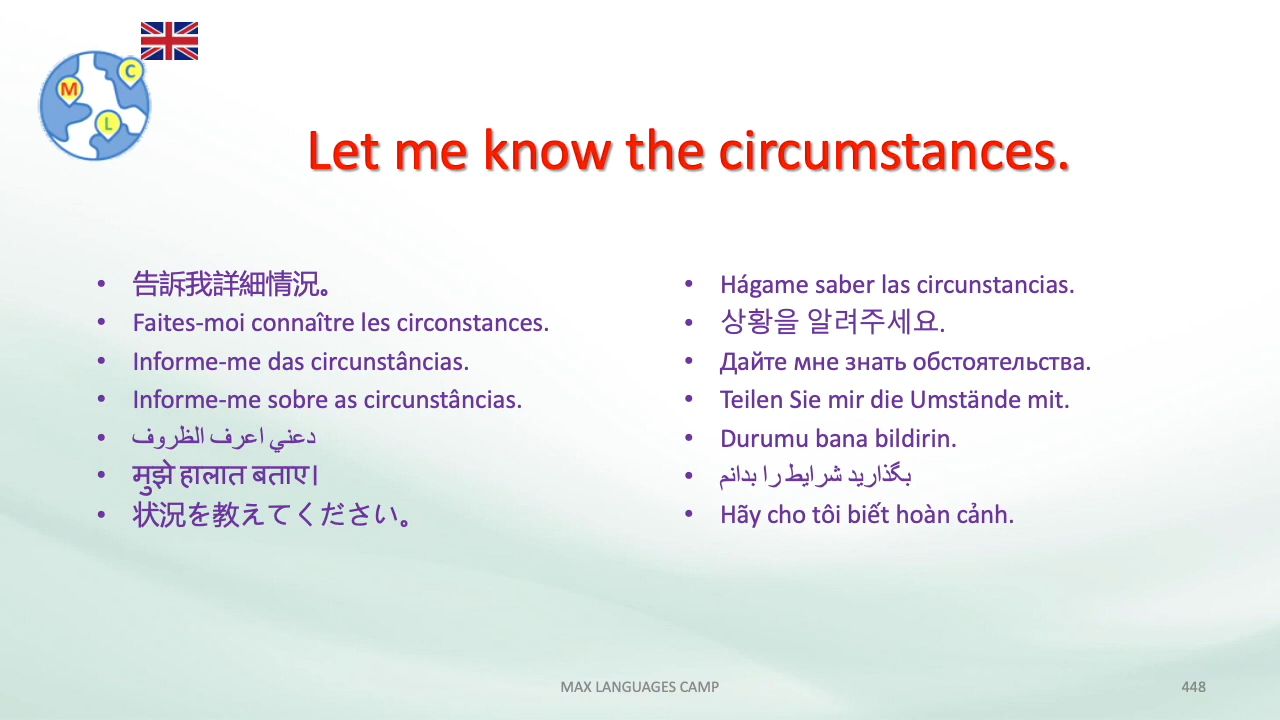 C
M
L
Let me know the circumstances.
告訴我詳細情況。
Faites-moi connaître les circonstances.
Informe-me das circunstâncias.
Informe-me sobre as circunstâncias.
دعني اعرف الظروف
मुझे हालात बताए।
状況を教えてください。
Hágame saber las circunstancias.
상황을 알려주세요.
Дайте мне знать обстоятельства.
Teilen Sie mir die Umstände mit.
Durumu bana bildirin.
بگذارید شرایط را بدانم
Hãy cho tôi biết hoàn cảnh.
MAX LANGUAGES CAMP
448